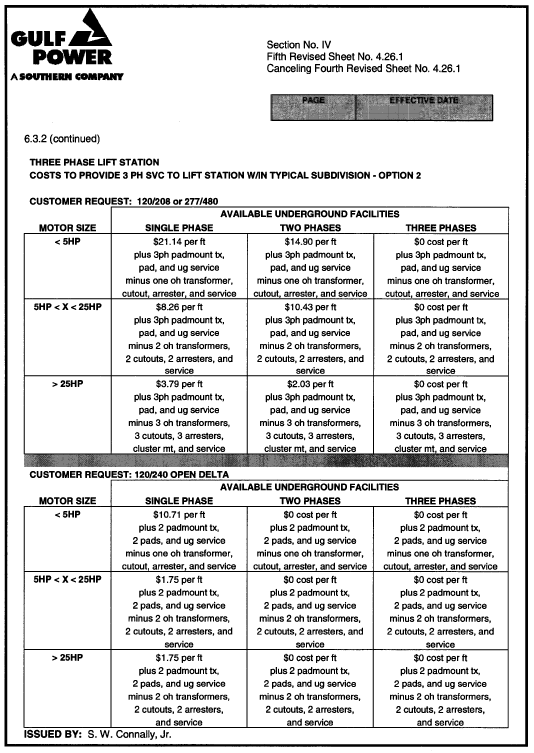 GULF
POWER
A SOUTHERN COMPANY
Section No. IV
Fifth Revised Sheet No. 4.26.1
Canceling Fourth Revised Sheet No. 4.26.1
PAGE EFFECTIVE DATE
6.3.2 (continued)
THREE PHASE LIFT STATION
COSTS TO PROVIDE 3 PH SVC TO LIFT STATION W/IN TYPICAL SUBDIVISION - OPTION 2
CUSTOMER REQUEST: 120/208 or 277/480
AVAILABLE UNDERGROUND FACILITIES
MOTOR SIZE SINGLE PHASE TWO PHASES THREE PHASES
< 5HP $21.14 per ft $14.90 per ft $0 cost per ft
plus 3ph padmount tx, plus 3ph padmount tx, plus 3ph padmount tx,
pad, and ug service pad, and ug service pad, and ug service
minus one oh transformer, minus one oh transformer, minus one oh transformer,
cutout, arrester, and service cutout, arrester, and service cutout, arrester, and service
5HP < X < 25HP $8.26 per ft $10.43 per ft $0 cost per ft
plus 3ph padmount tx, plus 3ph padmount tx, plus 3ph padmount tx,
pad, and ug service pad, and ug service pad, and ug service
minus 2 oh transformers, minus 2 oh transformers, minus 2 oh transformers,
2 cutouts, 2 arresters, and 2 cutouts, 2 arresters, and 2 cutouts, 2 arresters, and
service service service
> 25HP $3.79 per ft $2.03 per ft $0 cost per ft
plus 3ph padmount tx, plus 3ph padmount tx, plus 3ph padmount tx,
pad, and ug service pad, and ug service pad, and ug service
minus 3 oh transformers, minus 3 oh transformers, minus 3 oh transformers,
3 cutouts, 3 arresters, 3 cutouts, 3 arresters, 3 cutouts, 3 arresters,
cluster mt, and service cluster mt, and service cluster mt, and service
CUSTOMER REQUEST: 120/240 OPEN DELTA
AVAILABLE UNDERGROUND FACILITIES
MOTOR SIZE SINGLE PHASE TWO PHASES THREE PHASES
< 5HP $10.71 per ft $0 cost per ft $0 cost per ft
plus 2 padmount tx, plus 2 padmount tx, plus 2 padmount tx,
2 pads, and ug service 2 pads, and ug service 2 pads, and ug service
minus one oh transformer, minus one oh transformer, minus one oh transformer,
cutout, arrester, and service cutout, arrester, and service cutout, arrester, and service
5HP < X < 25HP $1.75 per ft $0 cost per ft $0 cost per ft
plus 2 padmount tx, plus 2 padmount tx, plus 2 padmount tx,
2 pads, and ug service 2 pads, and ug service 2 pads, and ug service
minus 2 oh transformers, minus 2 oh transformers, minus 2 oh transformers,
2 cutouts, 2 arresters, and 2 cutouts, 2 arresters, and 2 cutouts, 2 arresters, and
service service service
> 25HP $1.75 per ft $0 cost per ft $0 cost per ft
plus 2 padmount tx, plus 2 padmount tx, plus 2 padmount tx,
2 pads, and ug service 2 pads, and ug service 2 pads, and ug service
minus 2 oh transformers, minus 2 oh transformers, minus 2 oh transformers,
2 cutouts, 2 arresters, 2 cutouts, 2 arresters, 2 cutouts, 2 arresters,
and service and service and service
ISSUED BY: S. W. Connally, Jr.